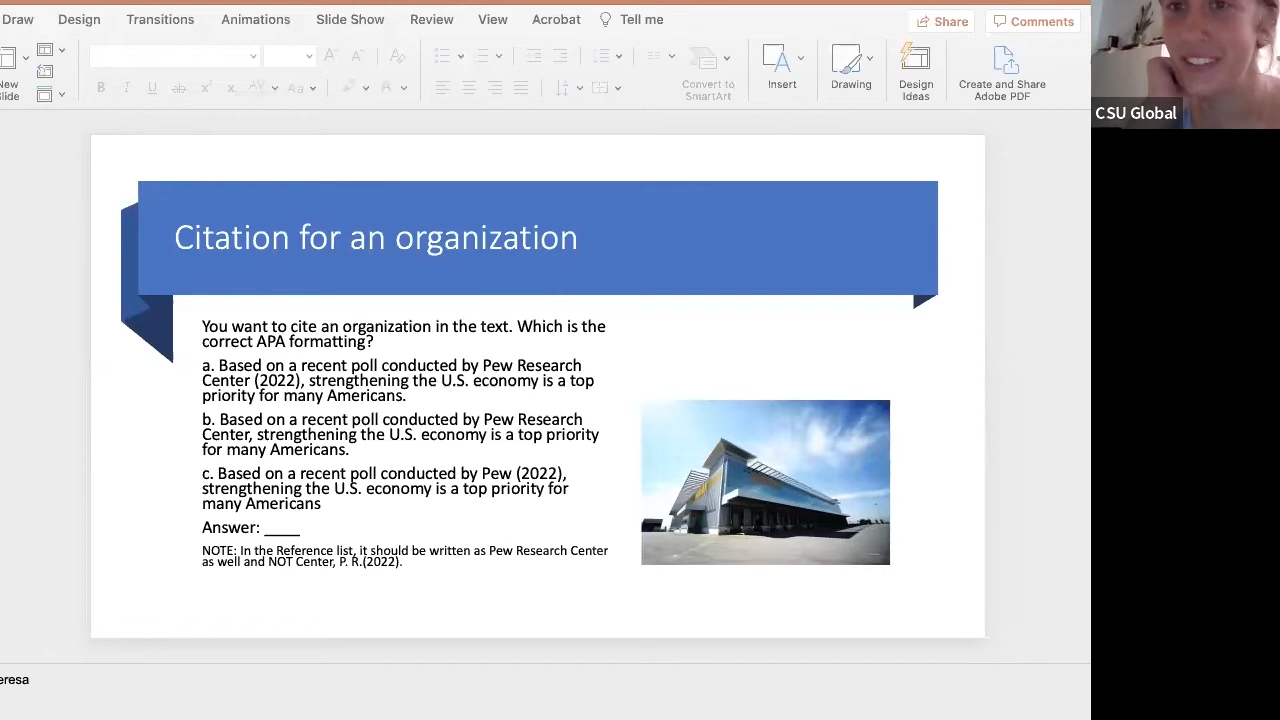 Draw Design Transitions Animations Slide Show Review View Acrobat Tell me Share Comments
New Slide
B I U ab
Convert to SmartArt
Insert
Drawing
Design Ideas
Create and Share Adobe PDF
CSU Global
Citation for an organization
You want to cite an organization in the text. Which is the
correct APA formatting?
a. Based on a recent poll conducted by Pew Research
Center (2022), strengthening the U.S. economy is a top
priority for many Americans.
b. Based on a recent poll conducted by Pew Research
Center, strengthening the U.S. economy is a top priority
for many Americans.
c. Based on a recent poll conducted by Pew (2022),
strengthening the U.S. economy is a top priority for
many Americans
Answer: ____
NOTE: In the Reference list, it should be written as Pew Research Center
as well and NOT Center, P. R.(2022).
eresa